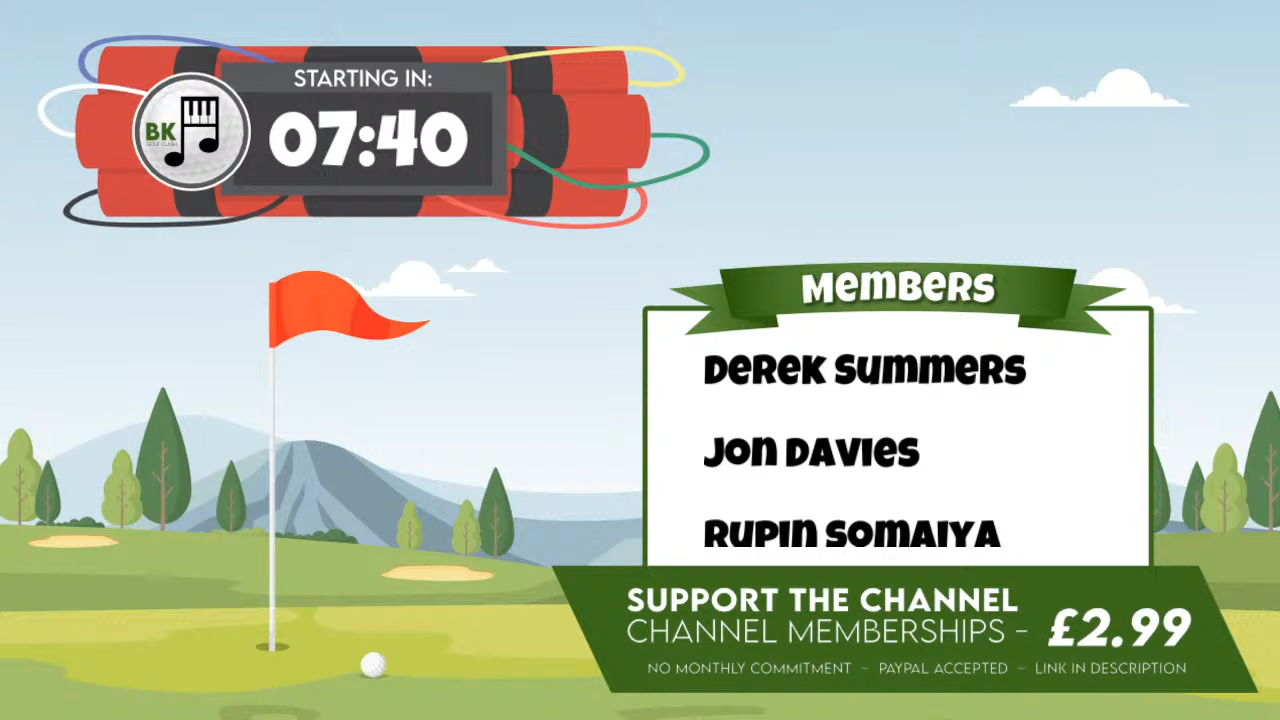 STARTING IN:
07:40
BK
GOLF CLASH
MEMBERS
DEREK SUMMERS
JON DAVIES
RUPIN SOMAIYA
SUPPORT THE CHANNEL
CHANNEL MEMBERSHIPS - £2.99
NO MONTHLY COMMITMENT ~ PAYPAL ACCEPTED ~ LINK IN DESCRIPTION